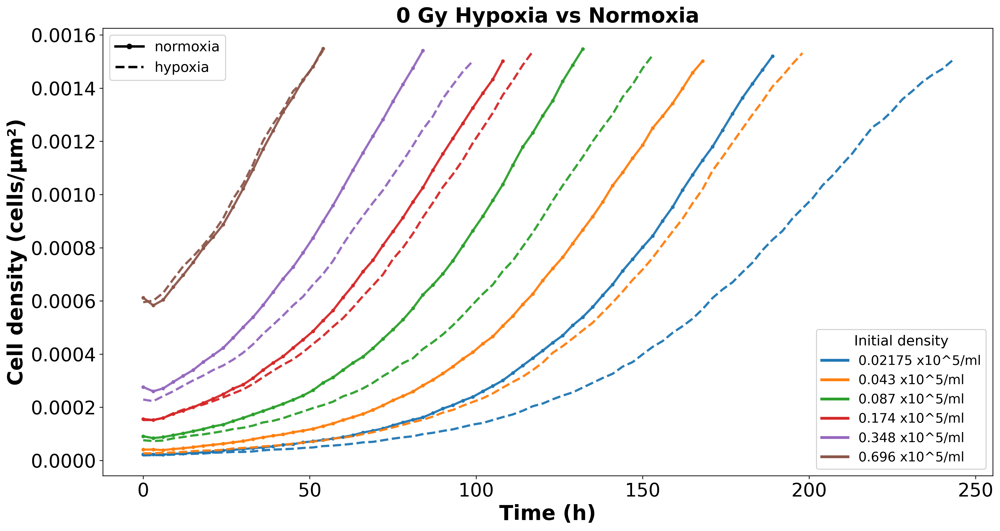 0 Gy Hypoxia vs Normoxia
Cell density (cells/μm²)
0.0016
0.0014
0.0012
0.0010
0.0008
0.0006
0.0004
0.0002
0.0000
normoxia
hypoxia
Initial density
0.02175 x10^5/ml
0.043 x10^5/ml
0.087 x10^5/ml
0.174 x10^5/ml
0.348 x10^5/ml
0.696 x10^5/ml
0 50 100 150 200 250
Time (h)